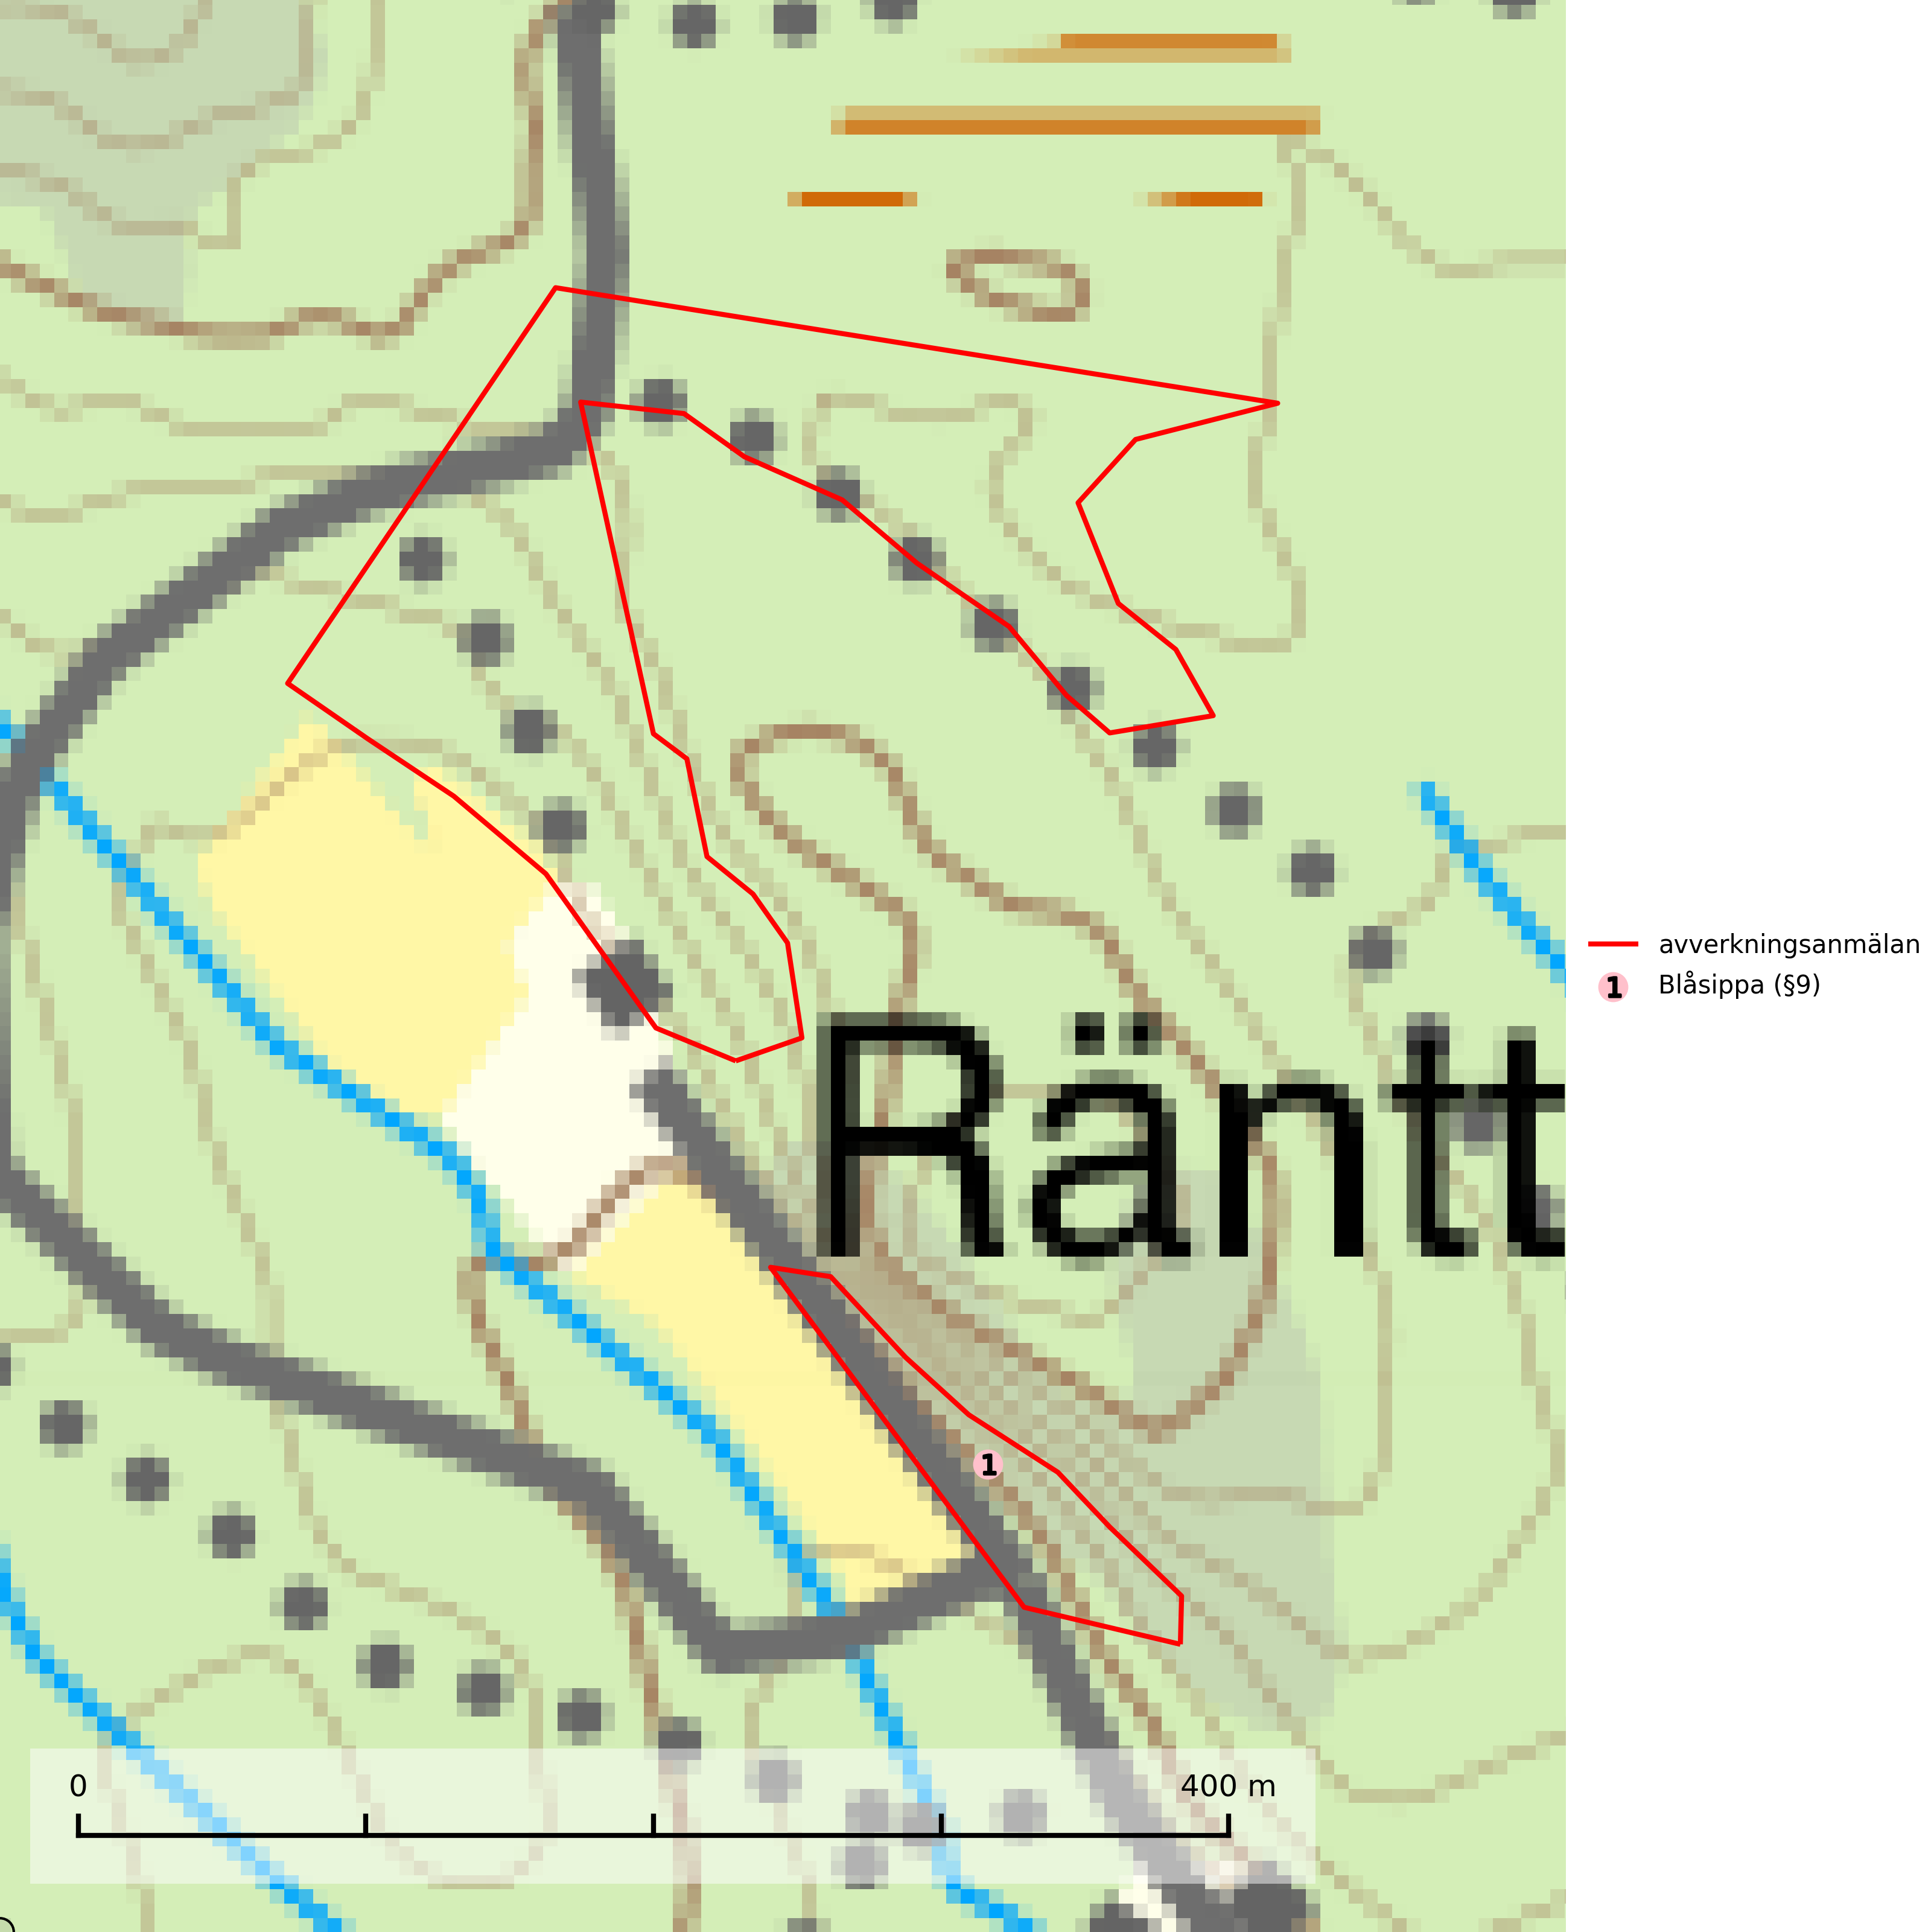 Räntt
avverkningsanmälan
1 Blåsippa (§9)
1
0 400 m